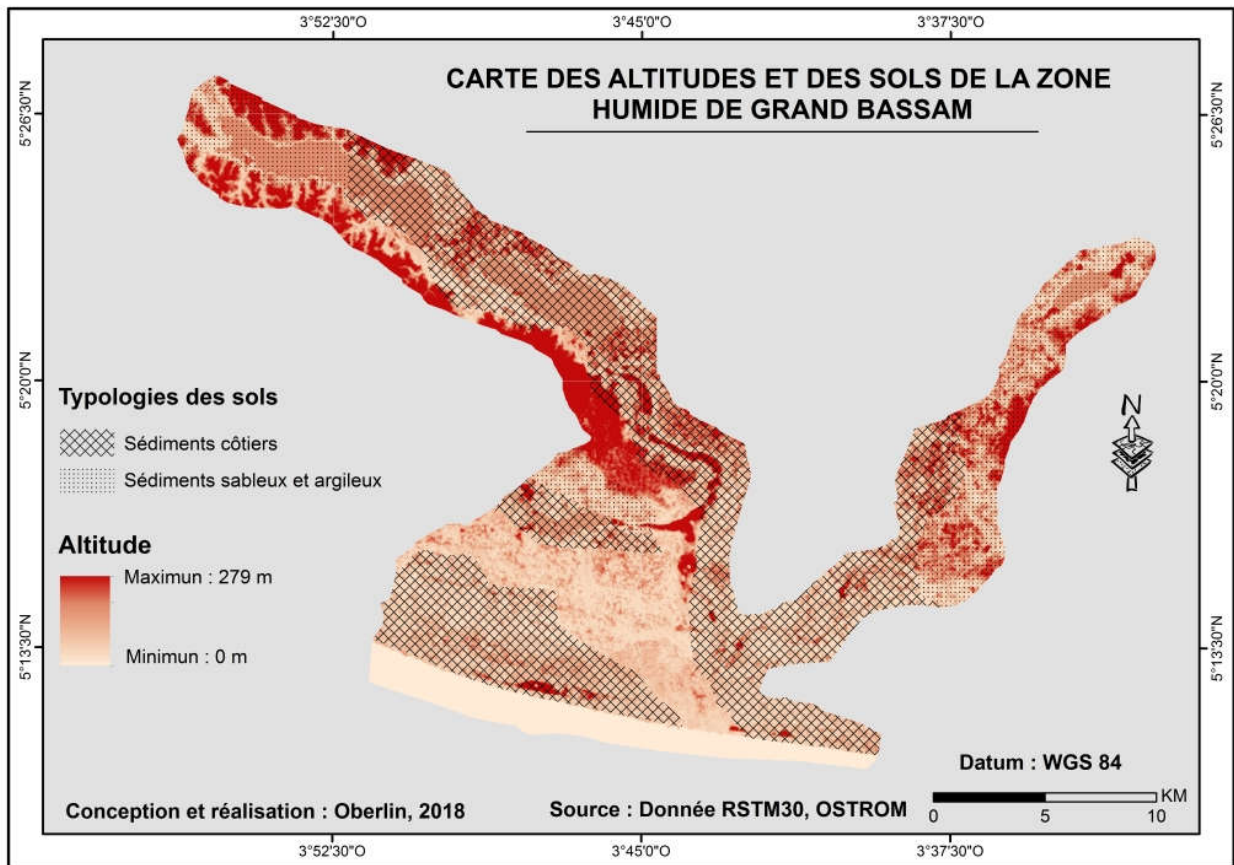 3°52'30"O 3°45'0"O 3°37'30"O
CARTE DES ALTITUDES ET DES SOLS DE LA ZONE
HUMIDE DE GRAND BASSAM
5°26'30"N 5°26'30"N
5°20'0"N 5°20'0"N
Typologies des sols
Sédiments côtiers
Sédiments sableux et argileux
N
Altitude
Maximun : 279 m
Minimun : 0 m
5°13'30"N 5°13'30"N
Datum : WGS 84
Conception et réalisation : Oberlin, 2018
Source : Donnée RSTM30, OSTROM
KM
0 5 10
3°52'30"O 3°45'0"O 3°37'30"O